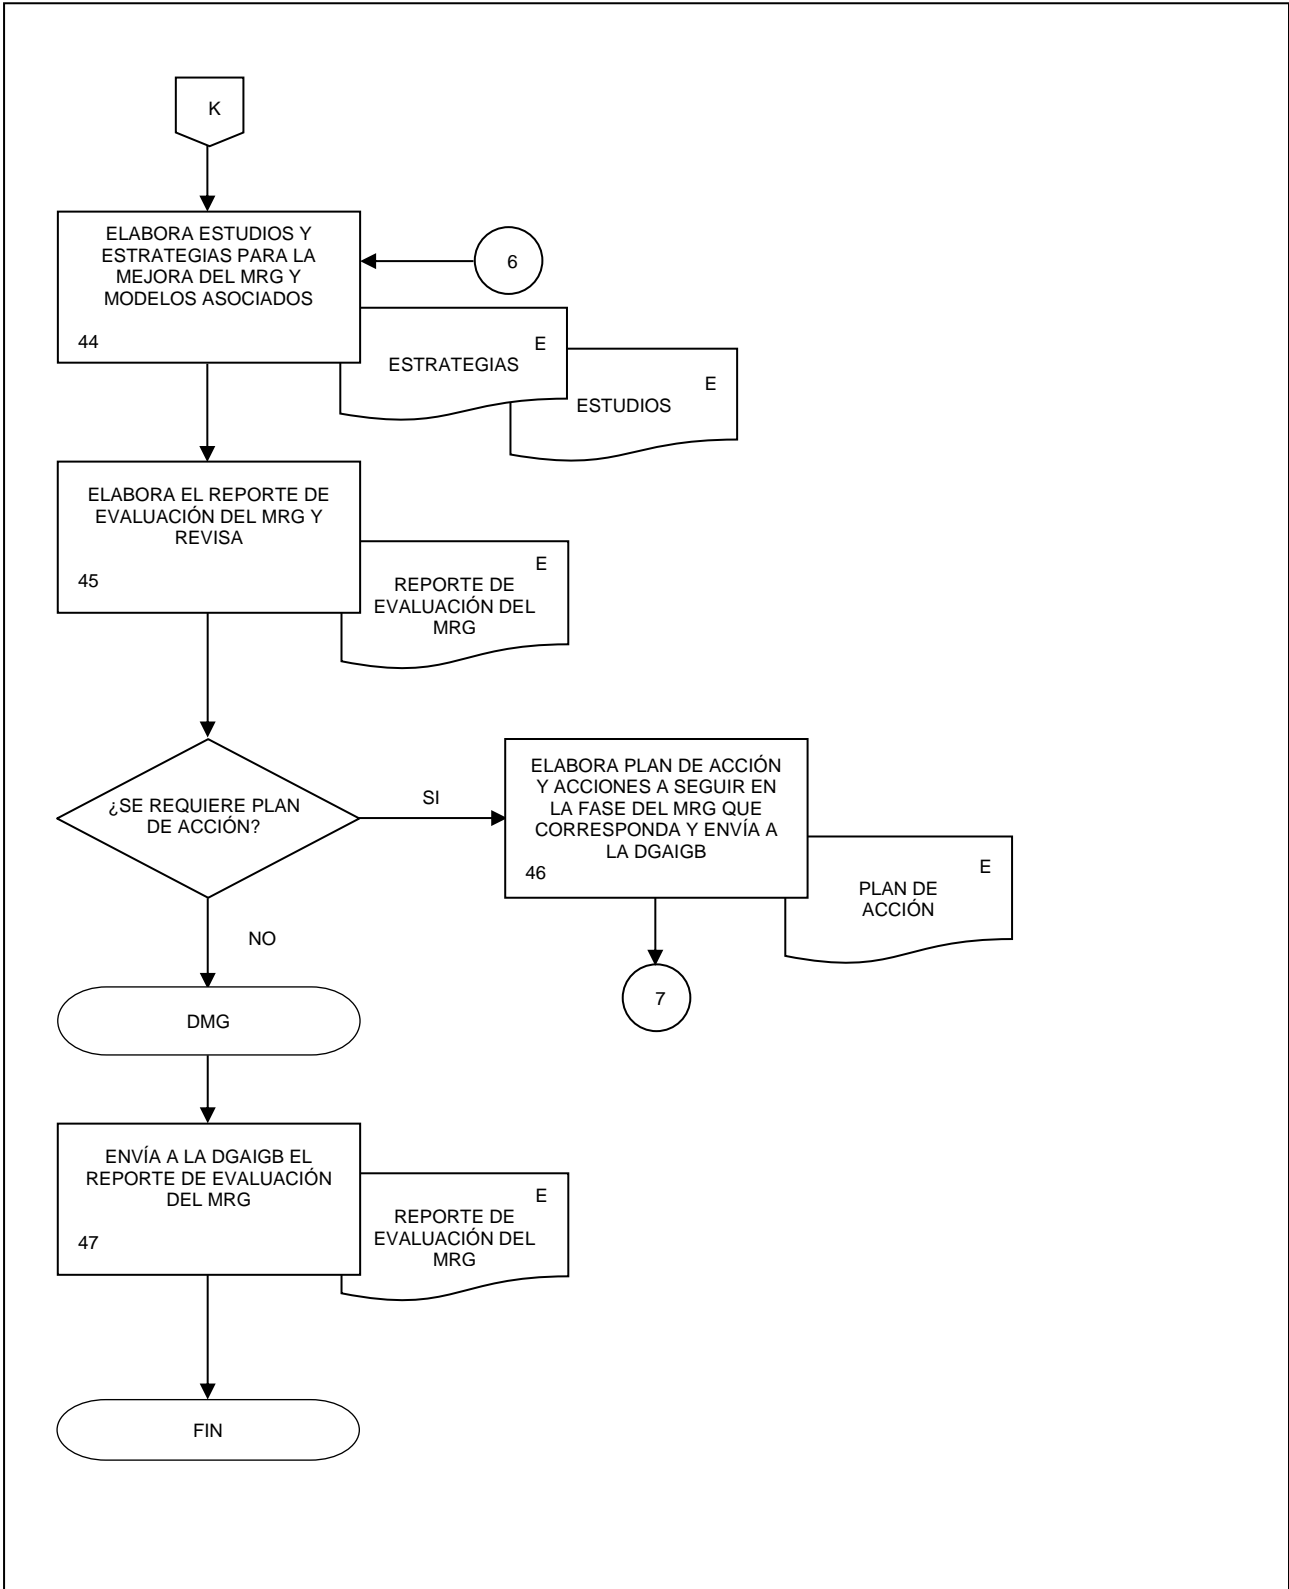 K
ELABORA ESTUDIOS Y
ESTRATEGIAS PARA LA
MEJORA DEL MRG Y
MODELOS ASOCIADOS
44
6
E
ESTRATEGIAS
E
ESTUDIOS
ELABORA EL REPORTE DE
EVALUACIÓN DEL MRG Y
REVISA
45
E
REPORTE DE
EVALUACIÓN DEL
MRG
¿SE REQUIERE PLAN
DE ACCIÓN?
SI
ELABORA PLAN DE ACCIÓN
Y ACCIONES A SEGUIR EN
LA FASE DEL MRG QUE
CORRESPONDA Y ENVÍA A
LA DGAIGB
46
E
PLAN DE
ACCIÓN
NO
7
DMG
ENVÍA A LA DGAIGB EL
REPORTE DE EVALUACIÓN
DEL MRG
47
E
REPORTE DE
EVALUACIÓN DEL
MRG
FIN